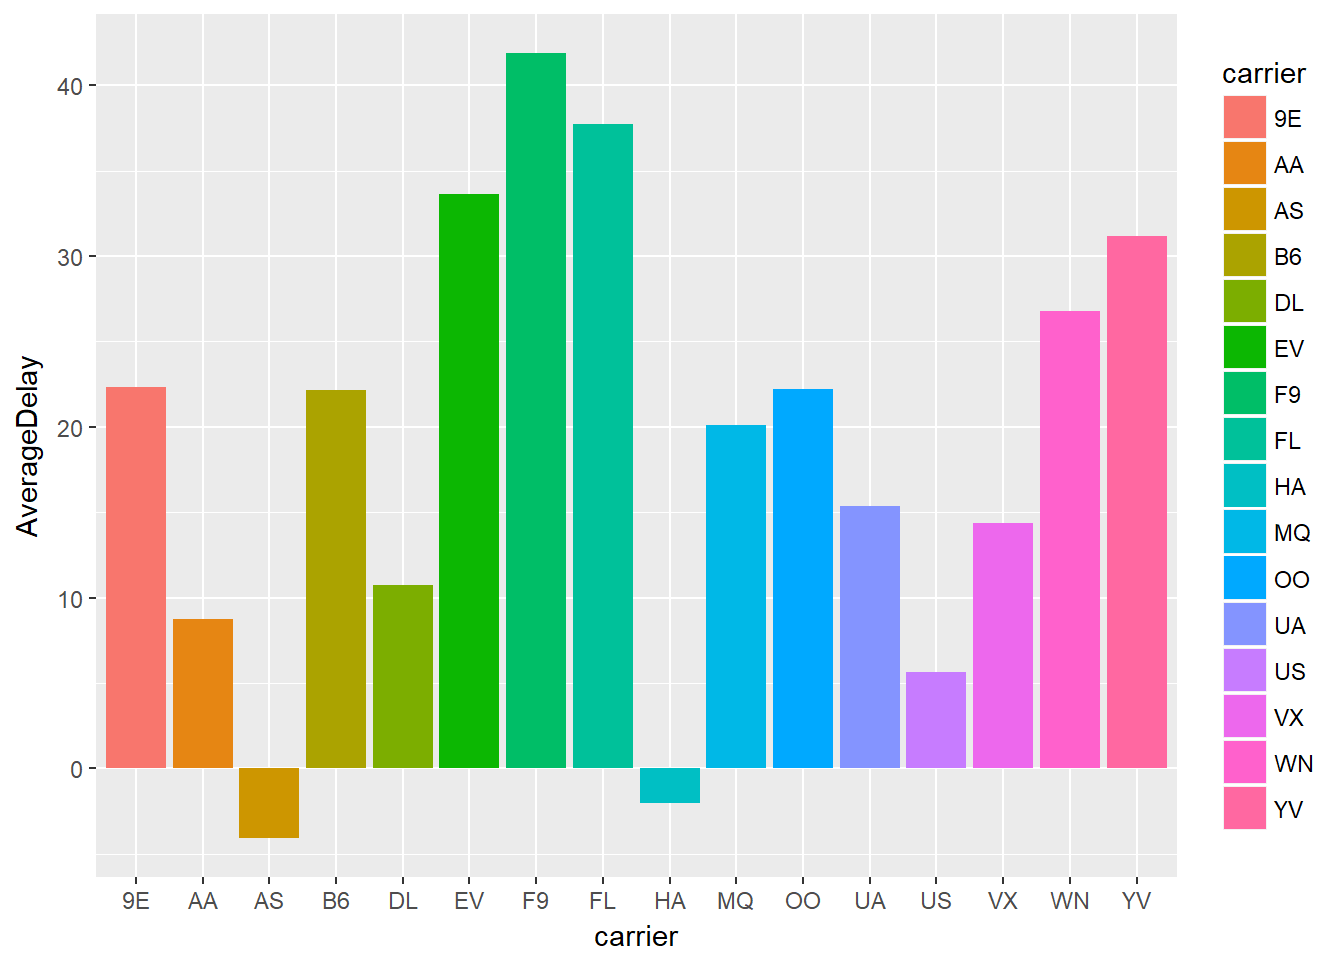 AverageDelay
40
30
20
10
0
9E AA AS B6 DL EV F9 FL HA MQ OO UA US VX WN YV
carrier
carrier
9E
AA
AS
B6
DL
EV
F9
FL
HA
MQ
OO
UA
US
VX
WN
YV